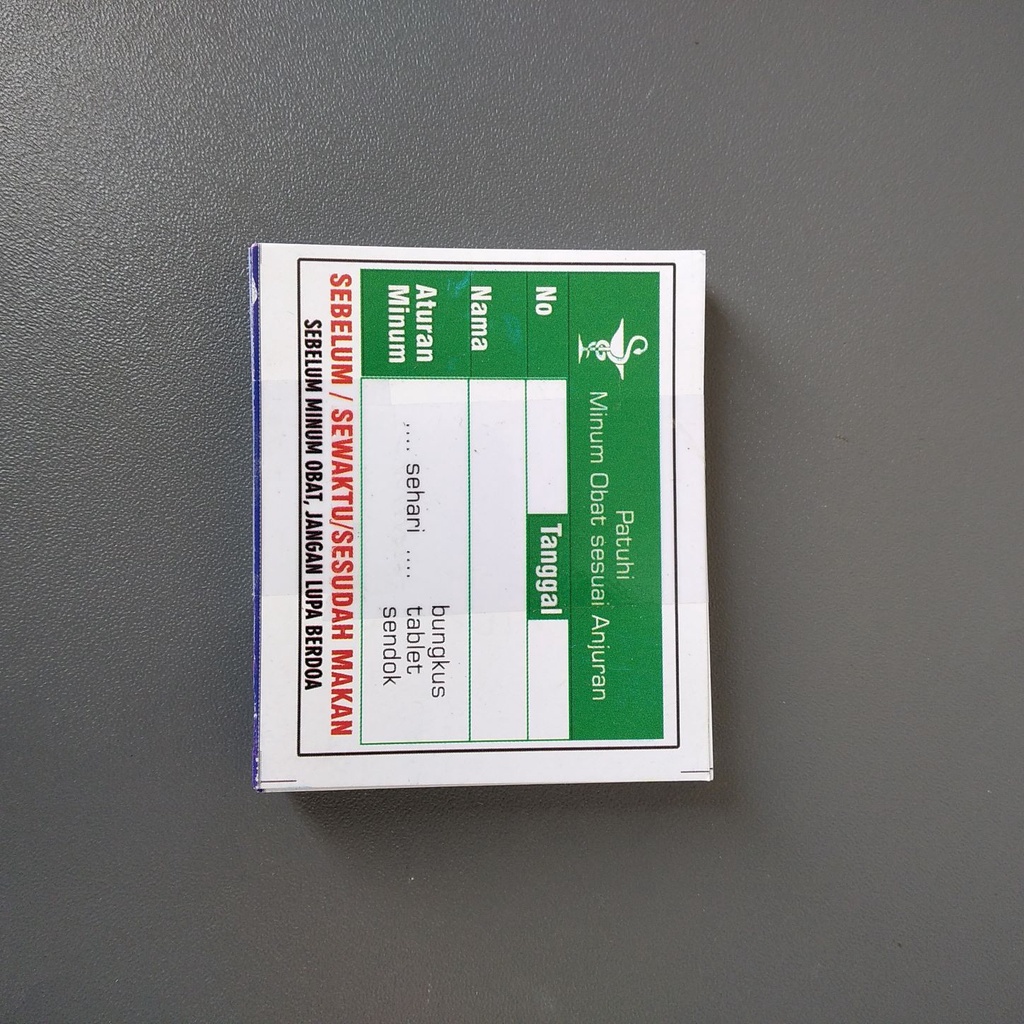 Patuhi
Minum Obat sesuai Anjuran
No
Tanggal
Nama
Aturan
Minum
.... sehari ....
bungkus
tablet
sendok
SEBELUM / SEWAKTU/SESUDAH MAKAN
SEBELUM MINUM OBAT, JANGAN LUPA BERDOA